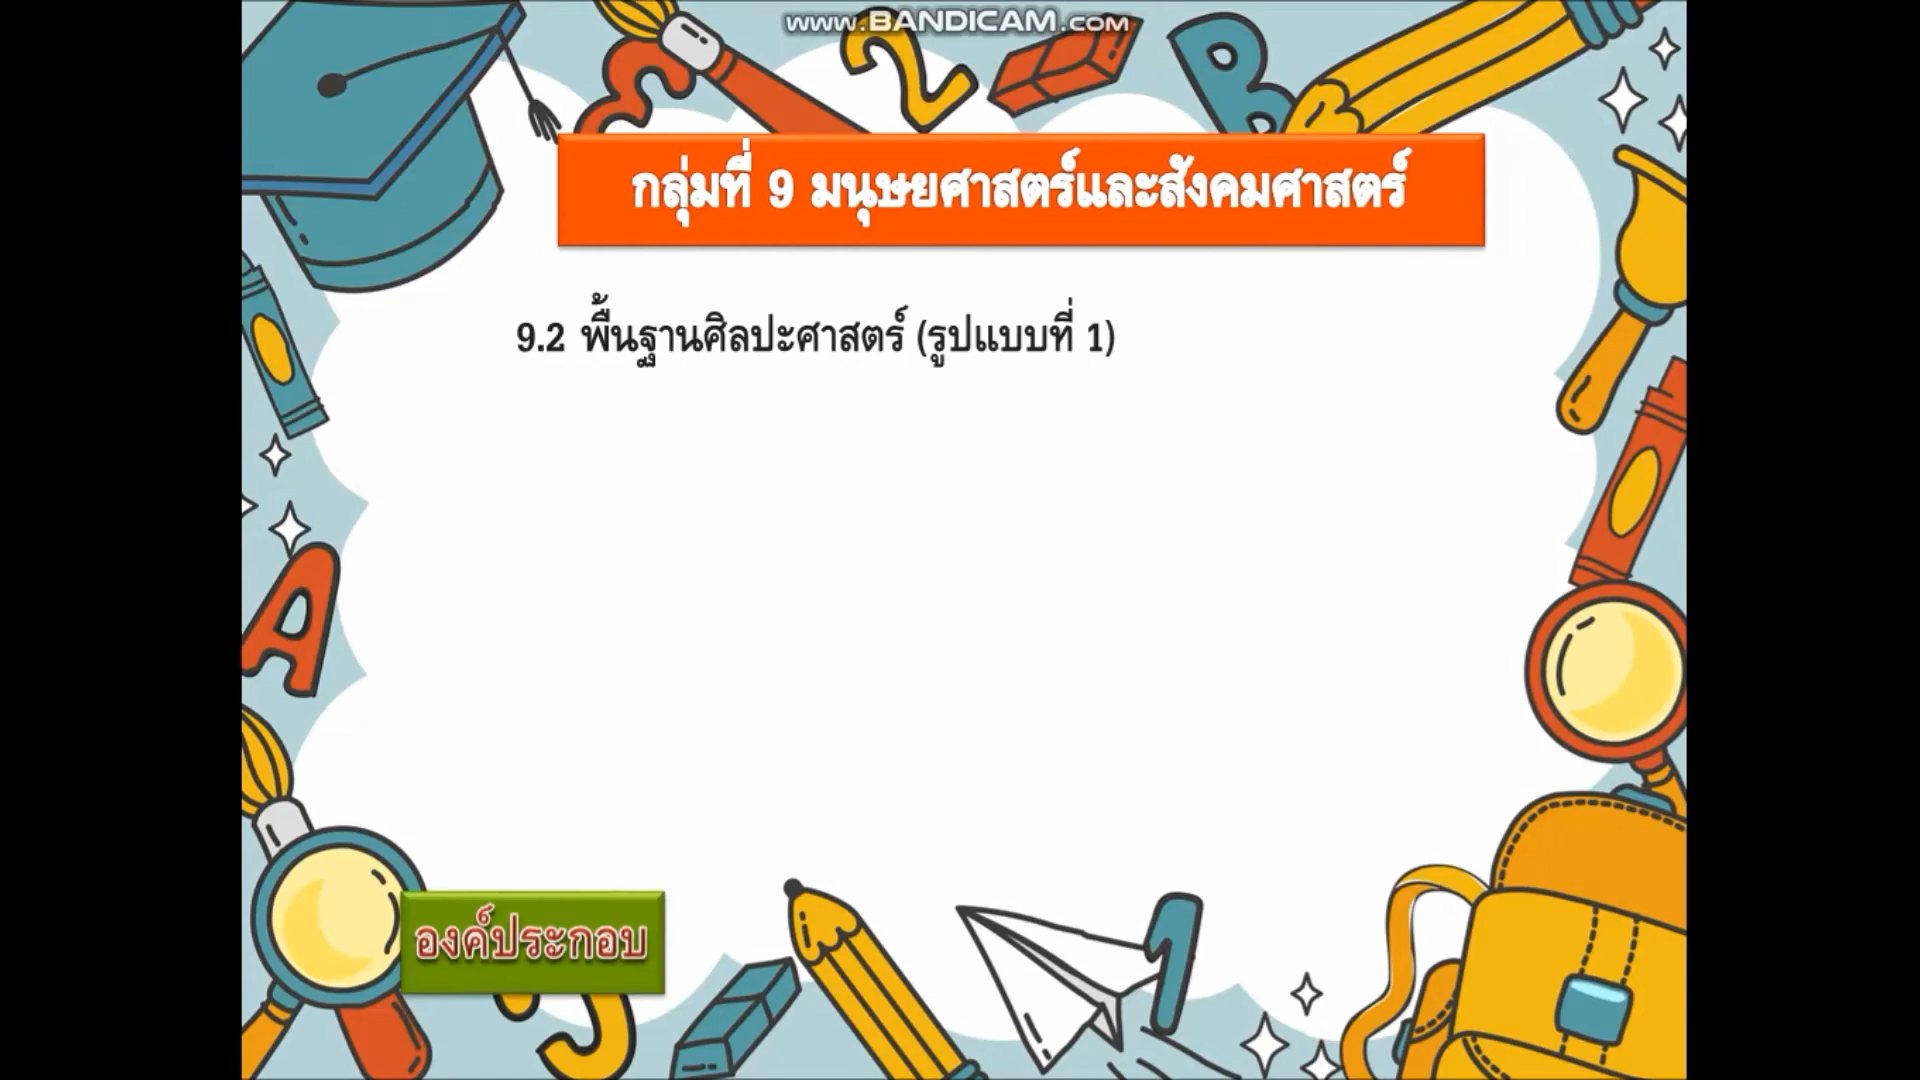 www.BANDICAM.com
กลุ่มที่ 9 มนุษยศาสตร์และสังคมศาสตร์
9.2 พื้นฐานศิลปะศาสตร์ (รูปแบบที่ 1)
องค์ประกอบ